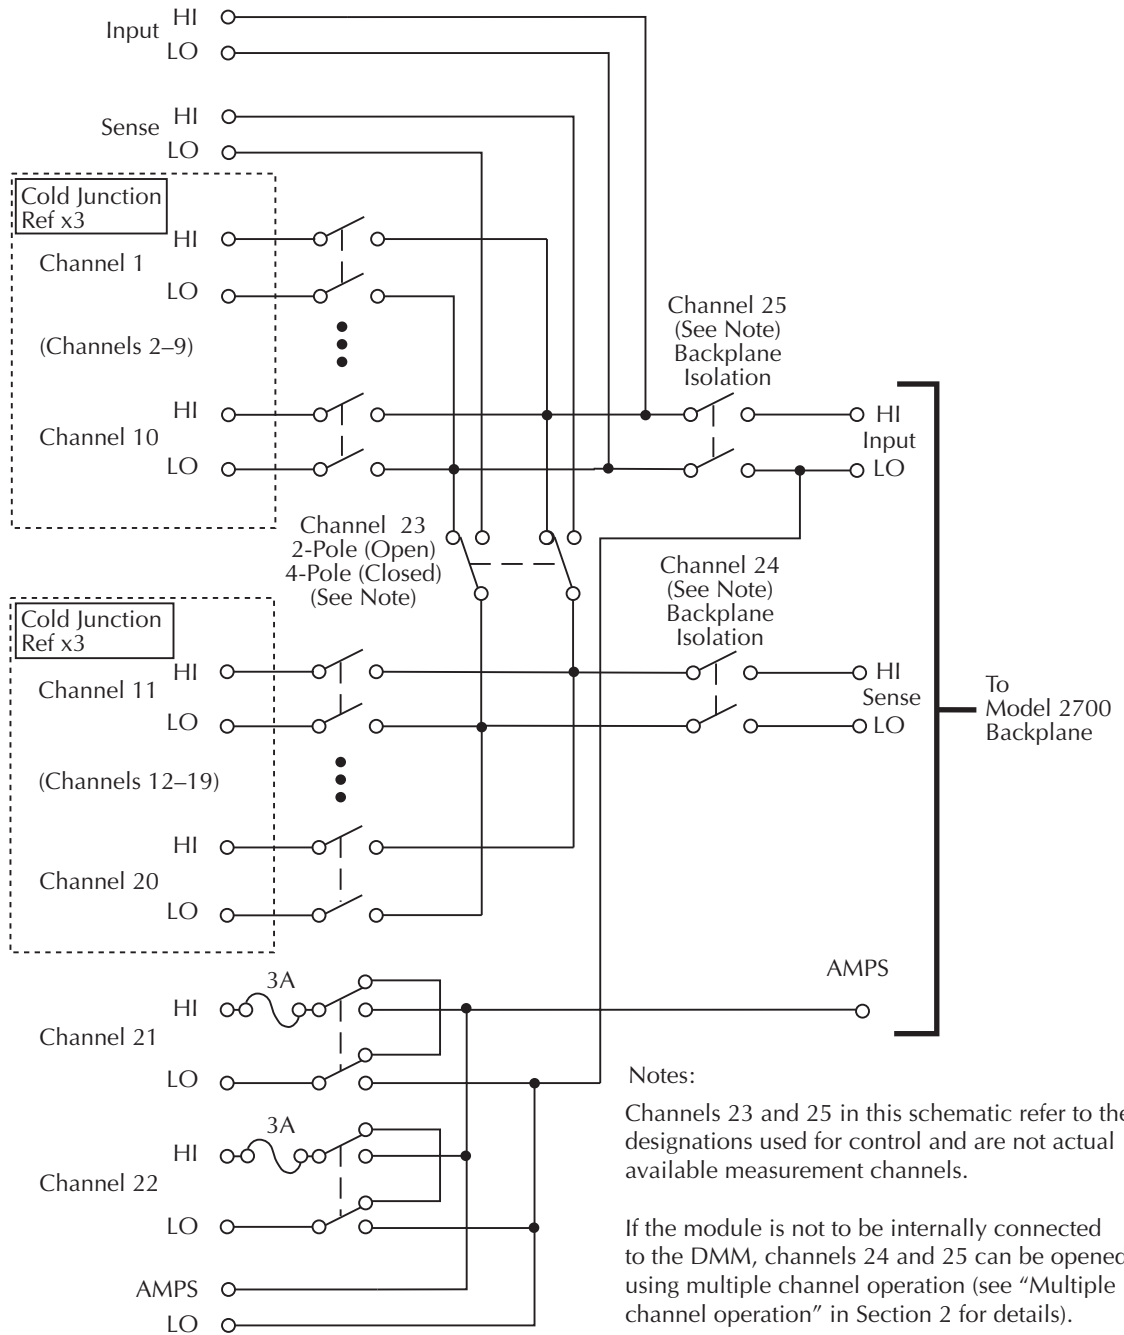 Input HI
LO
Sense HI
LO
Cold Junction
Ref x3
HI
Channel 1
LO
(Channels 2–9)
HI
Channel 10
LO
Channel 25
(See Note)
Backplane
Isolation
HI
Input
LO
Channel 23
2-Pole (Open)
4-Pole (Closed)
(See Note)
Channel 24
(See Note)
Backplane
Isolation
Cold Junction
Ref x3
HI
Channel 11
LO
(Channels 12–19)
HI
Channel 20
LO
HI
Sense
LO
To
Model 2700
Backplane
AMPS
3A
HI
Channel 21
LO
3A
HI
Channel 22
LO
AMPS
LO
Notes:
Channels 23 and 25 in this schematic refer to the
designations used for control and are not actual
available measurement channels.
If the module is not to be internally connected
to the DMM, channels 24 and 25 can be opened
using multiple channel operation (see “Multiple
channel operation” in Section 2 for details).